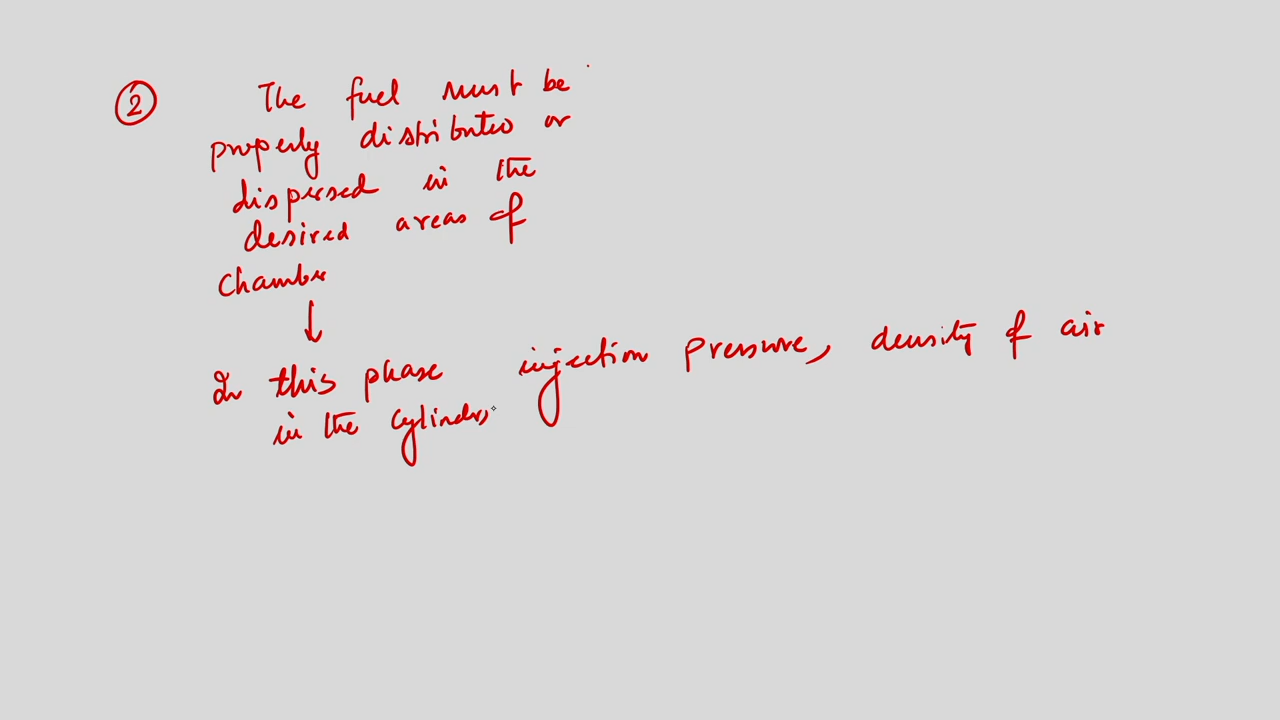 ② The fuel must be
properly distributed or
dispersed in the
desired areas of
Chamber
↓
In this phase injection pressure, density of air
in the cylinder,